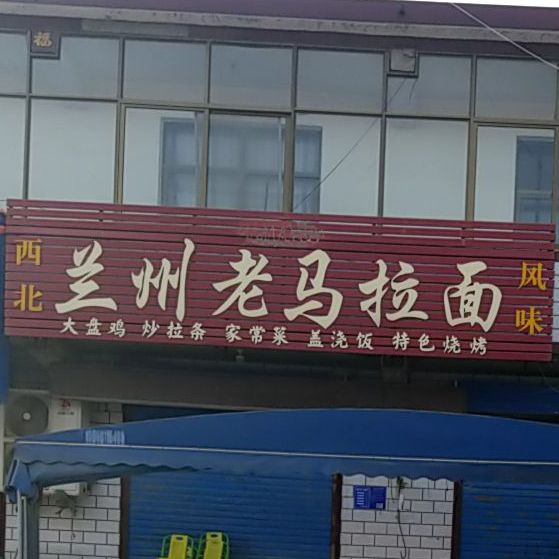 福
西北
兰州老马拉面
风味
大盘鸡 炒拉条 家常菜 盖浇饭 特色烧烤